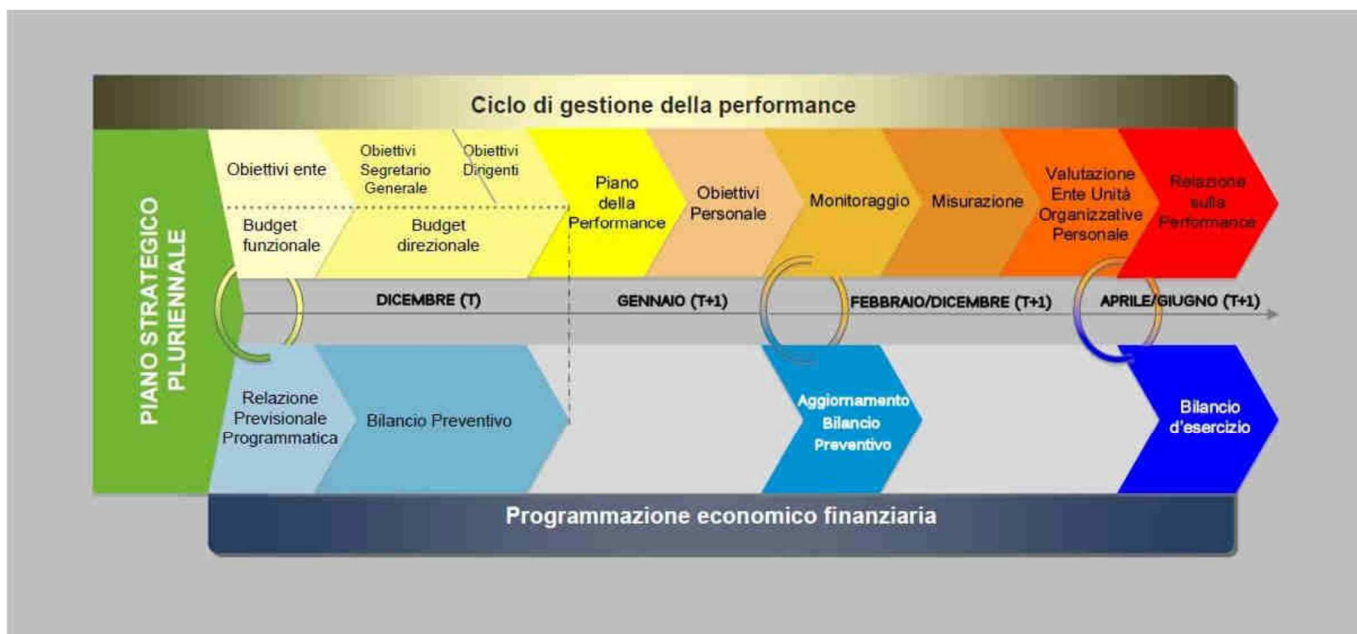 Ciclo di gestione della performance
PIANO STRATEGICO
PLURIENNALE
Obiettivi ente
Obiettivi
Segretario
Generale
Obiettivi
Dirigenti
Budget
funzionale
Budget
direzionale
Piano
della
Performance
Obiettivi
Personale
Monitoraggio
Misurazione
Valutazione
Ente Unità
Organizzative
Personale
Relazione
sulla
Performance
DICEMBRE (T)
GENNAIO (T+1)
FEBBRAIO/DICEMBRE (T+1)
APRILE/GIUGNO (T+1)
Relazione
Previsionale
Programmatica
Bilancio Preventivo
Aggiornamento
Bilancio
Preventivo
Bilancio
d'esercizio
Programmazione economico finanziaria